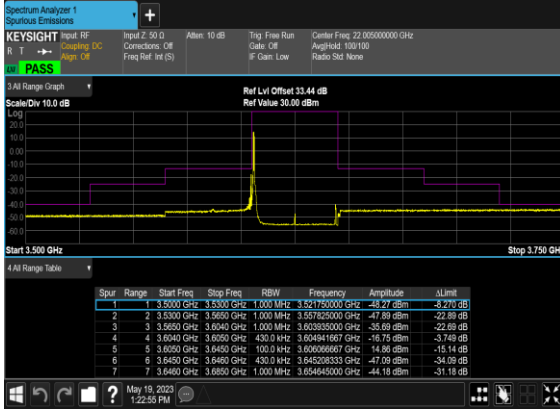 Spectrum Analyzer 1
Spurious Emissions
KEYSIGHT
R T
PASS
Input: RF
Coupling: DC
Align: Off
Input Z: 50 Ω
Corrections: Off
Freq Ref: Int (S)
Atten: 10 dB
Trig: Free Run
Gate: Off
IF Gain: Low
Center Freq: 22.005000000 GHz
Avg|Hold: 100/100
Radio Std: None
3 All Range Graph
Scale/Div 10.0 dB
Ref Lvl Offset 33.44 dB
Ref Value 30.00 dBm
Log
20.0
10.0
0.00
-10.0
-20.0
-30.0
-40.0
-50.0
-60.0
Start 3.500 GHz
Stop 3.750 GH
4 All Range Table
Spur Range Start Freq Stop Freq RBW Frequency Amplitude ΔLimit
1 1 3.5000 GHz 3.5300 GHz 1.000 MHz 3.521750000 GHz -48.27 dBm -8.270 dB
2 2 3.5300 GHz 3.5650 GHz 1.000 MHz 3.557825000 GHz -47.89 dBm -22.89 dB
3 3 3.5650 GHz 3.6040 GHz 1.000 MHz 3.603935000 GHz -35.69 dBm -22.69 dB
4 4 3.6040 GHz 3.6050 GHz 430.0 kHz 3.604941667 GHz -16.75 dBm -3.749 dB
5 5 3.6050 GHz 3.6450 GHz 100.0 kHz 3.606066667 GHz 14.86 dBm -15.14 dB
6 6 3.6450 GHz 3.6460 GHz 430.0 kHz 3.645208333 GHz -47.09 dBm -34.09 dB
7 7 3.6460 GHz 3.6850 GHz 1.000 MHz 3.654645000 GHz -44.18 dBm -31.18 dB
May 19, 2023
1:22:55 PM